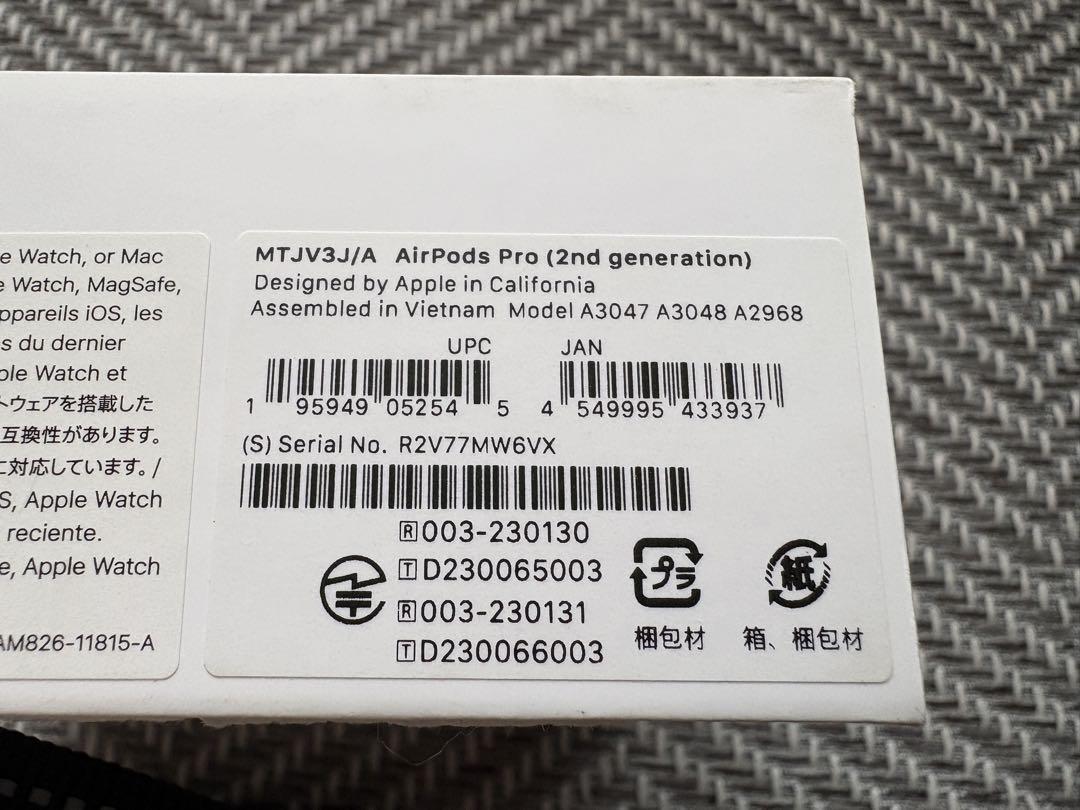 e Watch, or Mac
e Watch, MagSafe,
ppareils iOS, les
s du dernier
ple Watch et
トウェアを搭載した
互換性があります。
に対応しています。/
S, Apple Watch
reciente.
e, Apple Watch
AM826-11815-A
MTJV3J/A AirPods Pro (2nd generation)
Designed by Apple in California
Assembled in Vietnam Model A3047 A3048 A2968
UPC JAN
1 95949 05254 5 4 549995 433937
(S) Serial No. R2V77MW6VX
R 003-230130
T D230065003
R 003-230131
T D230066003
プラ
梱包材
紙
箱、梱包材